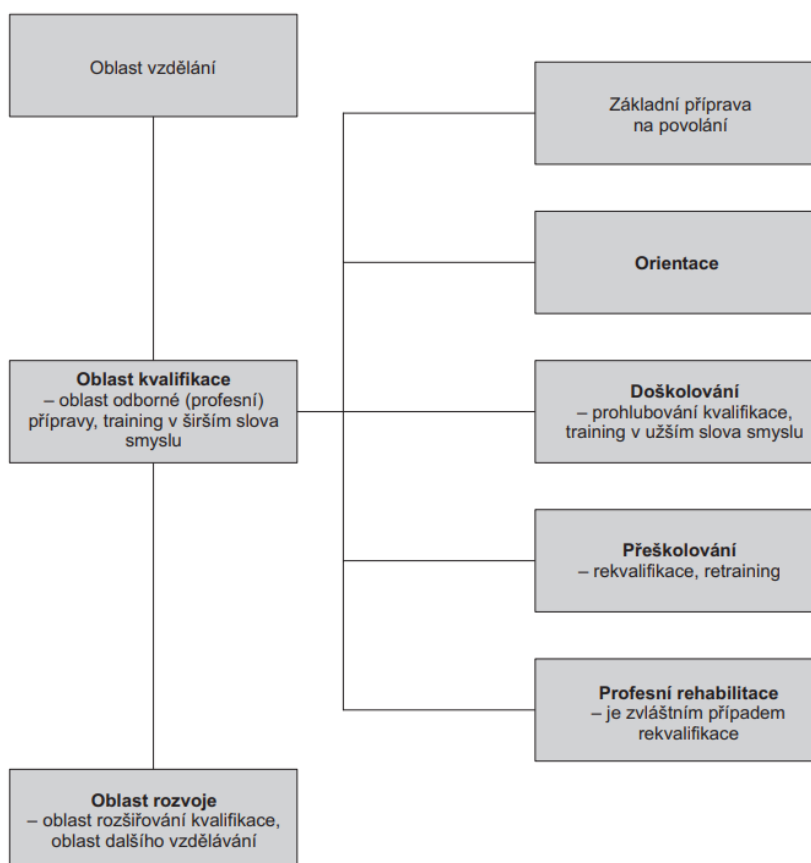 Oblast vzdělání
Základní příprava
na povolání
Orientace
Oblast kvalifikace
– oblast odborné (profesní)
přípravy, training v širším slova
smyslu
Doškolování
– prohlubování kvalifikace,
training v užším slova smyslu
Přeškolování
– rekvalifikace, retraining
Profesní rehabilitace
– je zvláštním případem
rekvalifikace
Oblast rozvoje
– oblast rozšiřování kvalifikace,
oblast dalšího vzdělávání